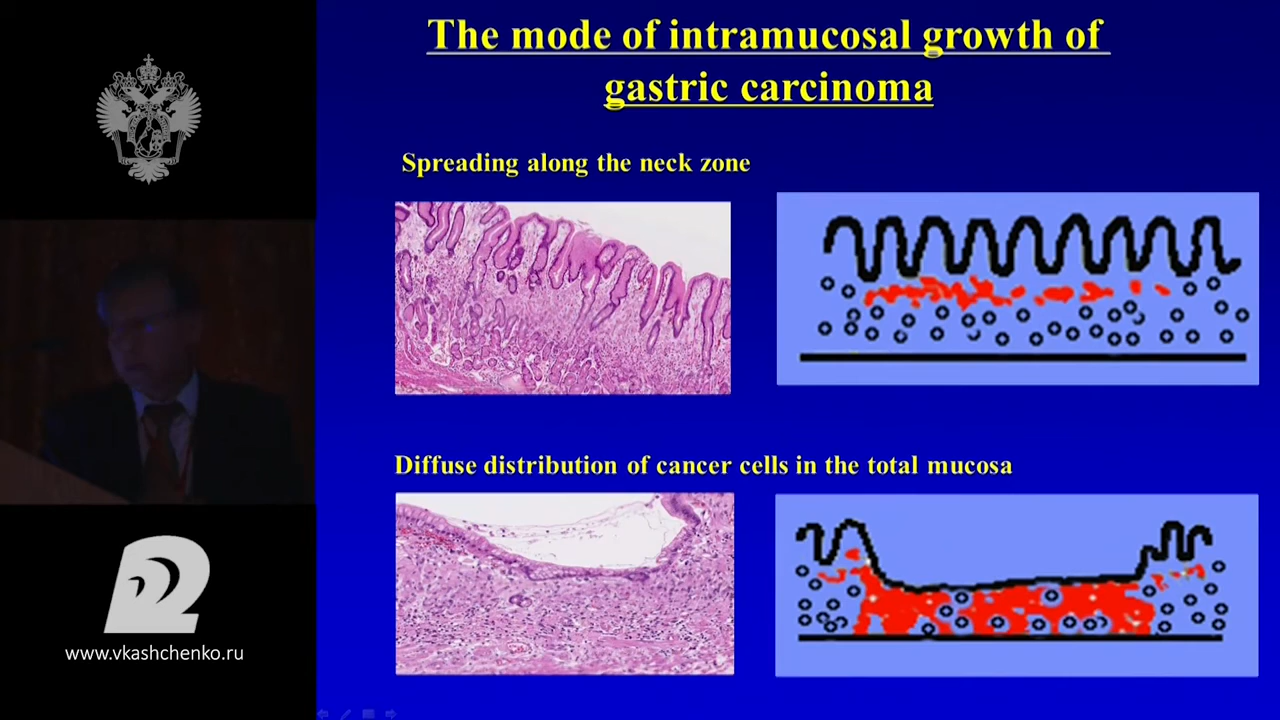 The mode of intramucosal growth of
gastric carcinoma
Spreading along the neck zone
Diffuse distribution of cancer cells in the total mucosa
www.vkashchenko.ru